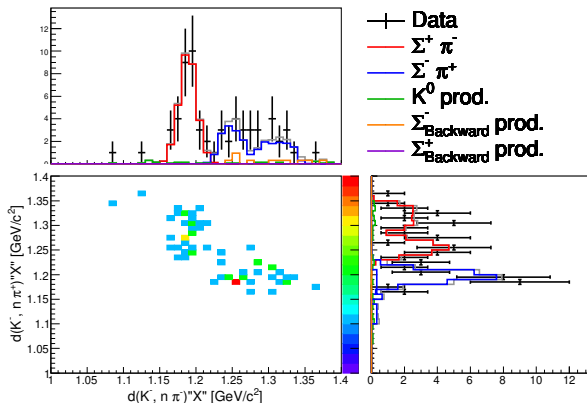 12
10
8
6
4
2
0
Data
Σ⁺ π⁻
Σ⁻ π⁺
K⁰ prod.
Σ⁻Backward prod.
Σ⁺Backward prod.
1.4
1.35
1.3
1.25
1.2
1.15
1.1
1.05
1
d(K⁻, n π⁺)"X" [GeV/c²]
1 1.05 1.1 1.15 1.2 1.25 1.3 1.35 1.4
d(K⁻, n π⁻)"X" [GeV/c²]
0 2 4 6 8 10 12